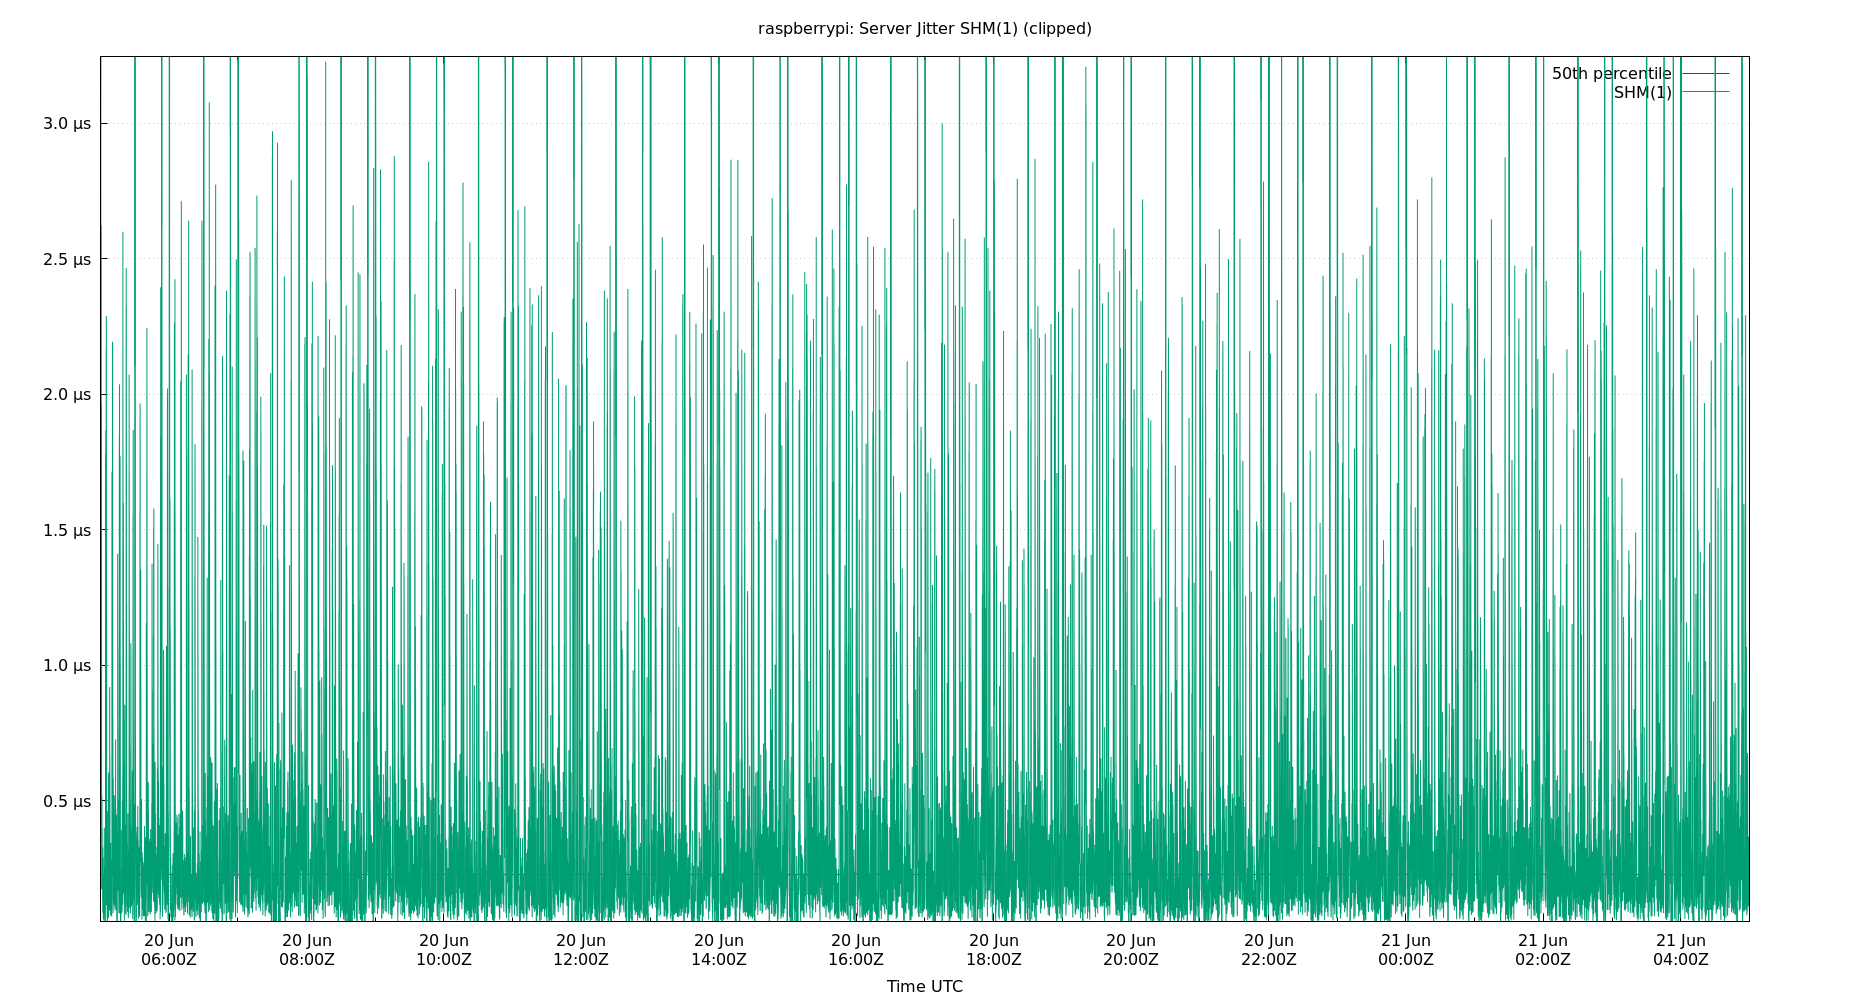 raspberrypi: Server Jitter SHM(1) (clipped)
50th percentile
SHM(1)
3.0 µs
2.5 µs
2.0 µs
1.5 µs
1.0 µs
0.5 µs
20 Jun 20 Jun 20 Jun 20 Jun 20 Jun 20 Jun 20 Jun 20 Jun 20 Jun 21 Jun 21 Jun 21 Jun
06:00Z 08:00Z 10:00Z 12:00Z 14:00Z 16:00Z 18:00Z 20:00Z 22:00Z 00:00Z 02:00Z 04:00Z
Time UTC